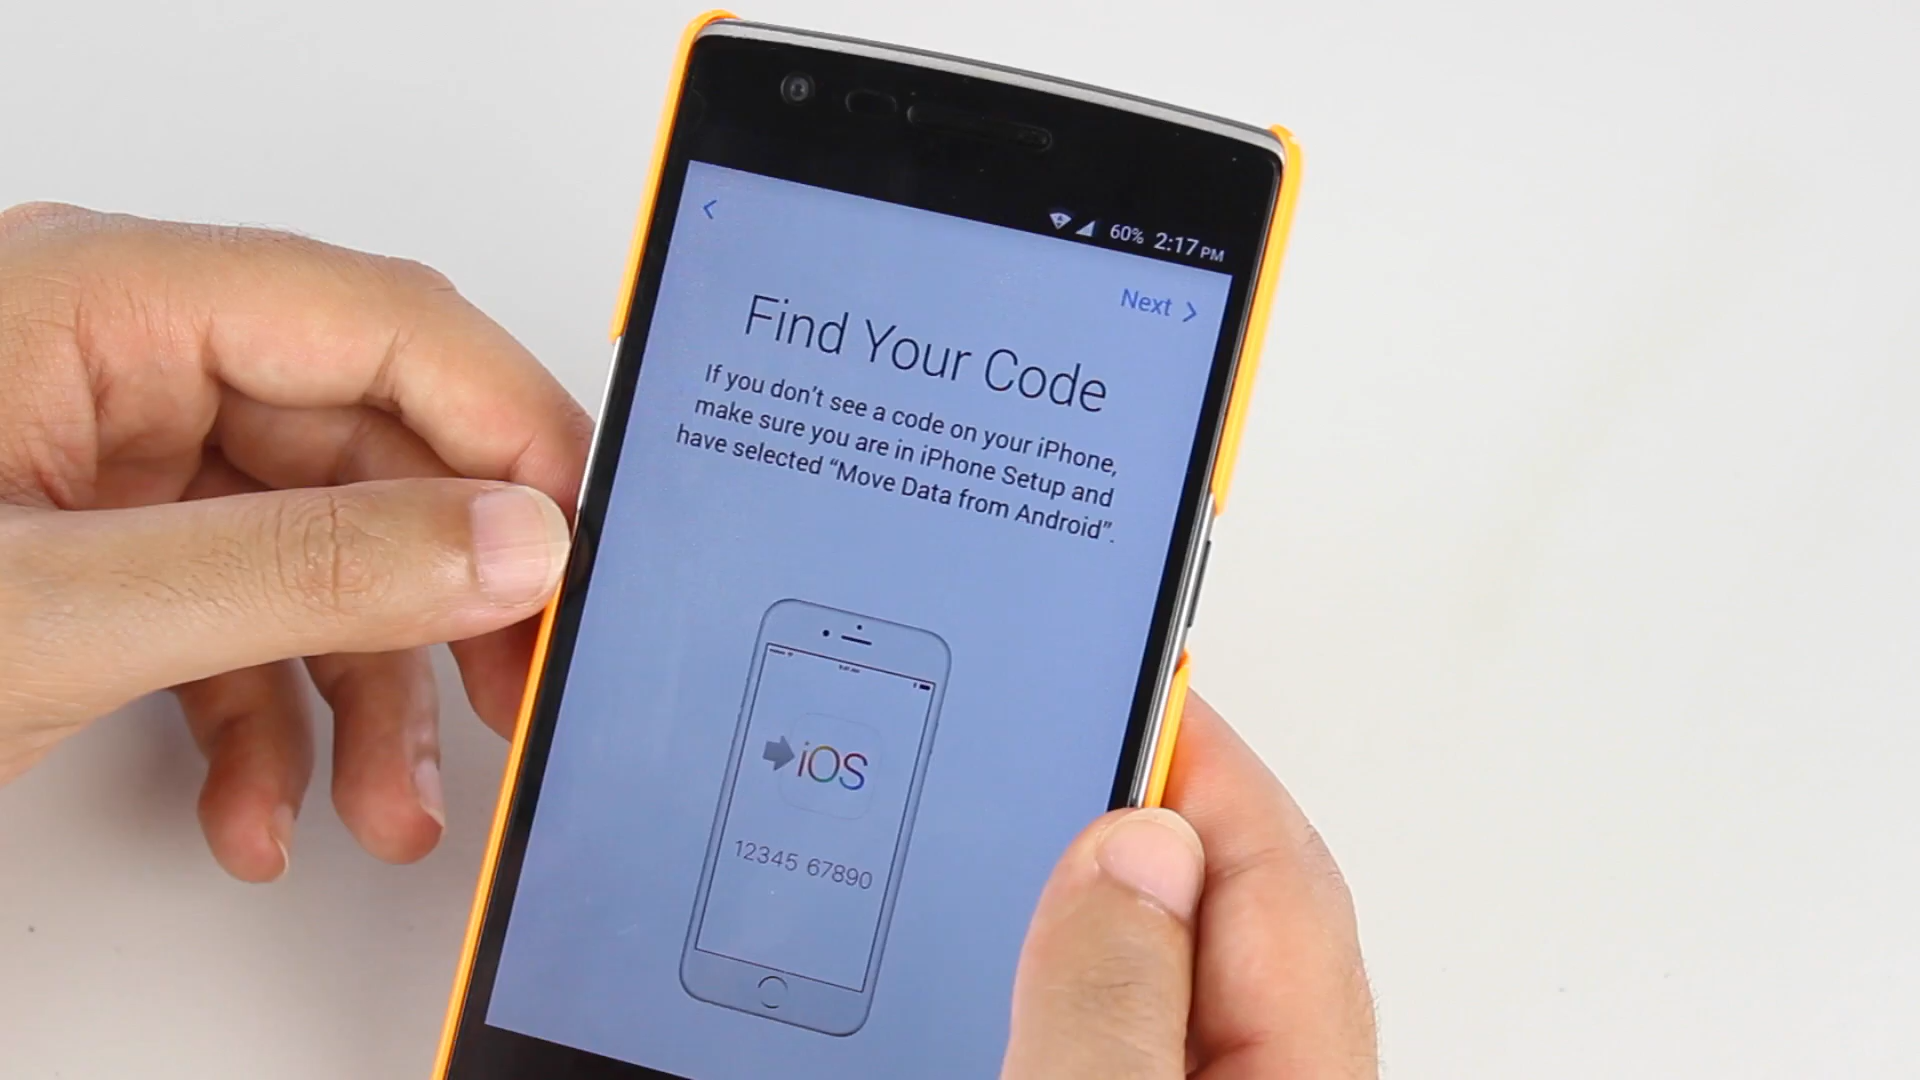 60% 2:17 PM
Next
Find Your Code
If you don't see a code on your iPhone,
make sure you are in iPhone Setup and
have selected “Move Data from Android”.
iOS
12345 67890